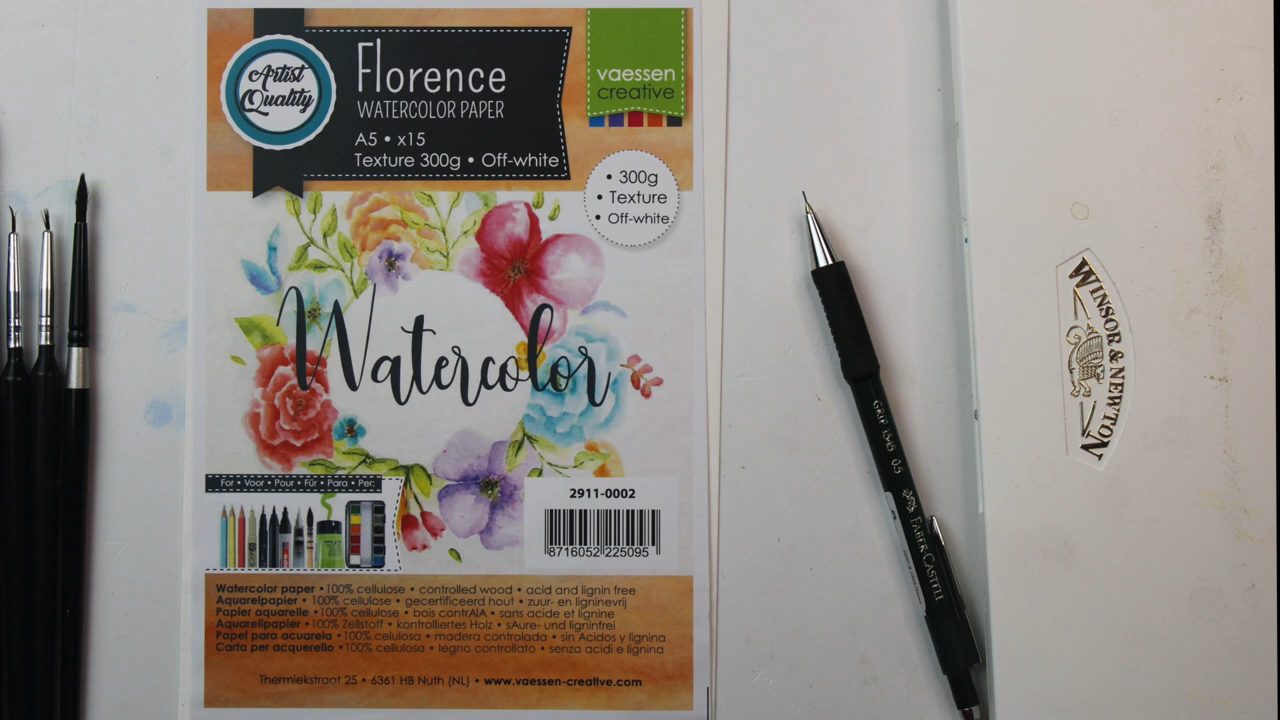 Artist
Quality
Florence
WATERCOLOR PAPER
A5 • x15
Texture 300g • Off-white
vaessen
creative
• 300g
• Texture
• Off-white
Watercolor
For • Voor • Pour • Für • Para • Per:
2911-0002
8716052 225095
Watercolor paper • 100% cellulose • controlled wood • acid and lignin free
Aquarelpapier • 100% cellulose • gecertificeerd hout • zuur- en ligninevrij
Papier aquarelle • 100% cellulose • bois contrAlA • sans acide et lignine
Aquarellpapier • 100% Zellstoff • kontrolliertes Holz • sAure- und ligninfrei
Papel para acuarela • 100% celulosa • madera controlada • sin Acidos y lignina
Carta per acquerello • 100% cellulosa • legno controllato • senza acidi e lignina
Thermiekstraat 25 • 6361 HB Nuth (NL) • www.vaessen-creative.com
GRIP 1345 0.5
FABER-CASTELL
WINSOR & NEWTON